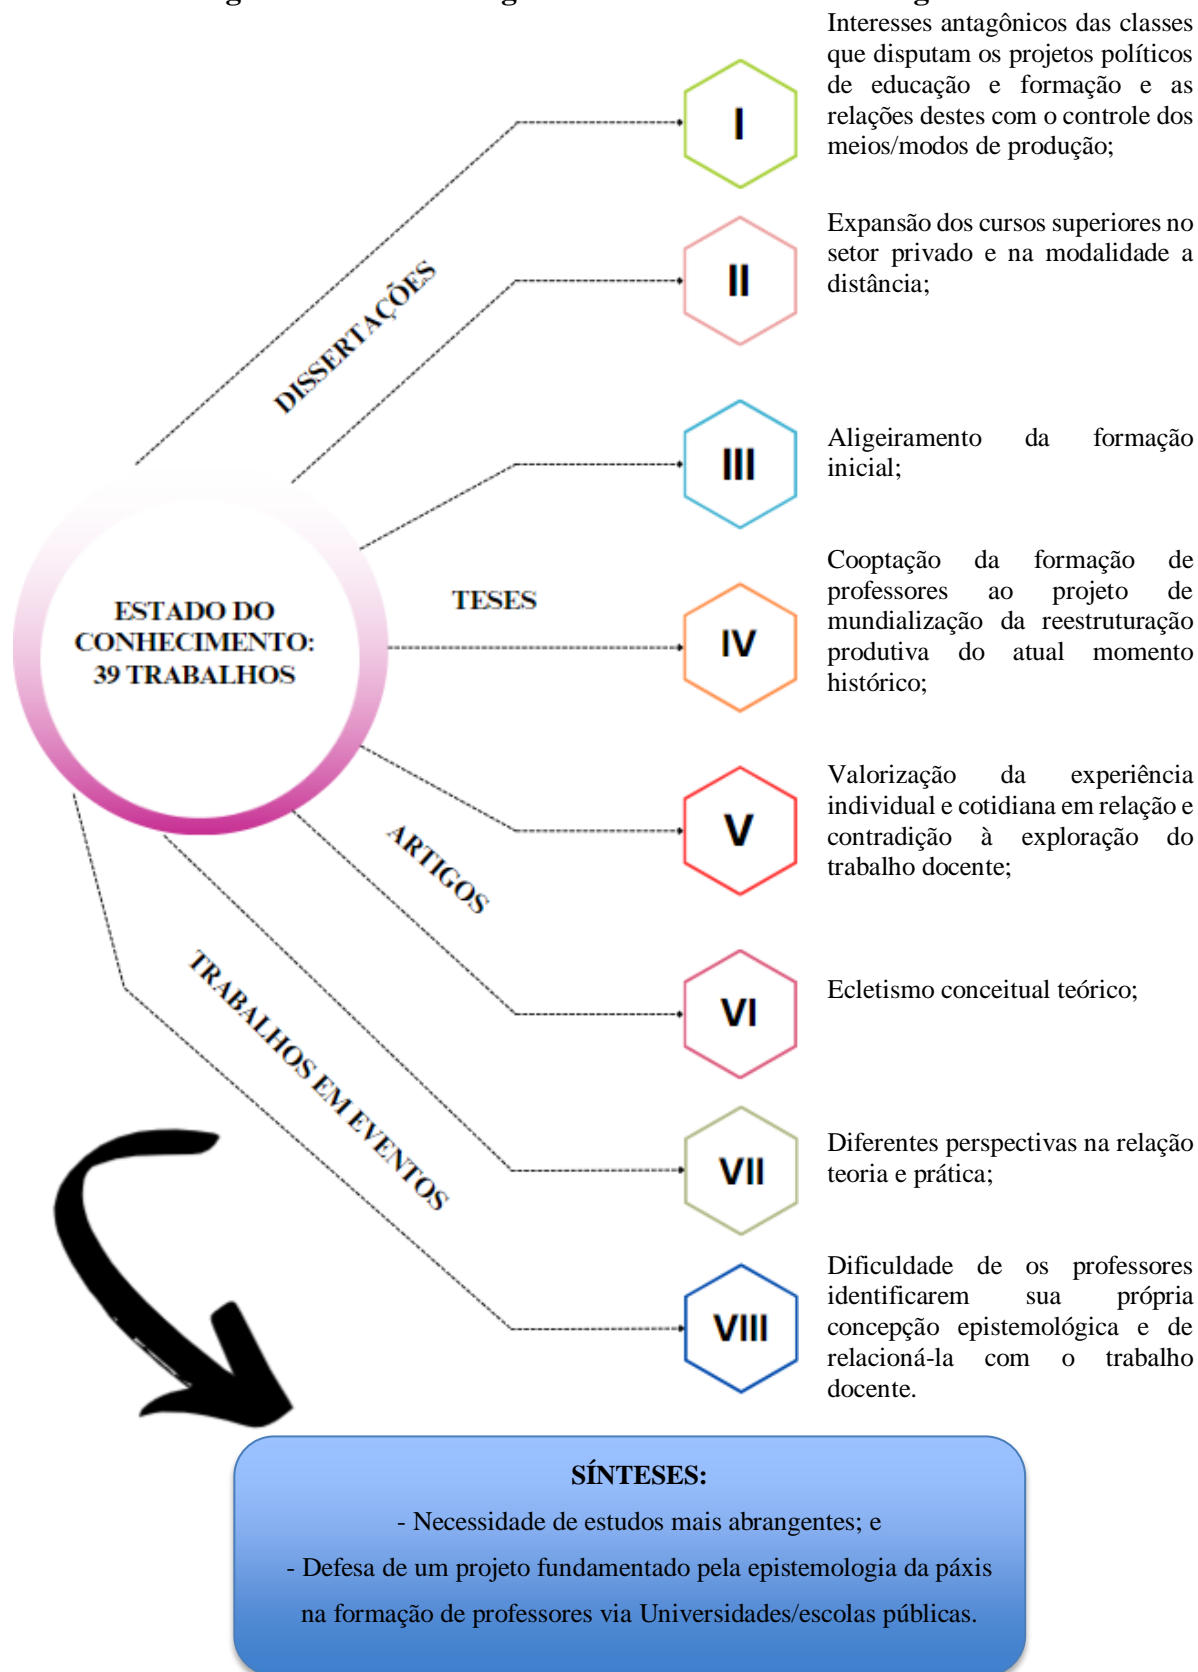 Interesses antagônicos das classes
que disputam os projetos políticos
de educação e formação e as
relações destes com o controle dos
meios/modos de produção;
I
Expansão dos cursos superiores no
setor privado e na modalidade a
distância;
II
DISSERTAÇÕES
Aligeiramento da formação
inicial;
III
Cooptação da formação de
professores ao projeto de
mundialização da reestruturação
produtiva do atual momento
histórico;
IV
TESES
ESTADO DO
CONHECIMENTO:
39 TRABALHOS
Valorização da experiência
individual e cotidiana em relação e
contradição à exploração do
trabalho docente;
V
ARTIGOS
Ecletismo conceitual teórico;
VI
TRABALHOS EM EVENTOS
Diferentes perspectivas na relação
teoria e prática;
VII
Dificuldade de os professores
identificarem sua própria
concepção epistemológica e de
relacioná-la com o trabalho
docente.
VIII
SÍNTESES:
- Necessidade de estudos mais abrangentes; e
- Defesa de um projeto fundamentado pela epistemologia da páxis
na formação de professores via Universidades/escolas públicas.